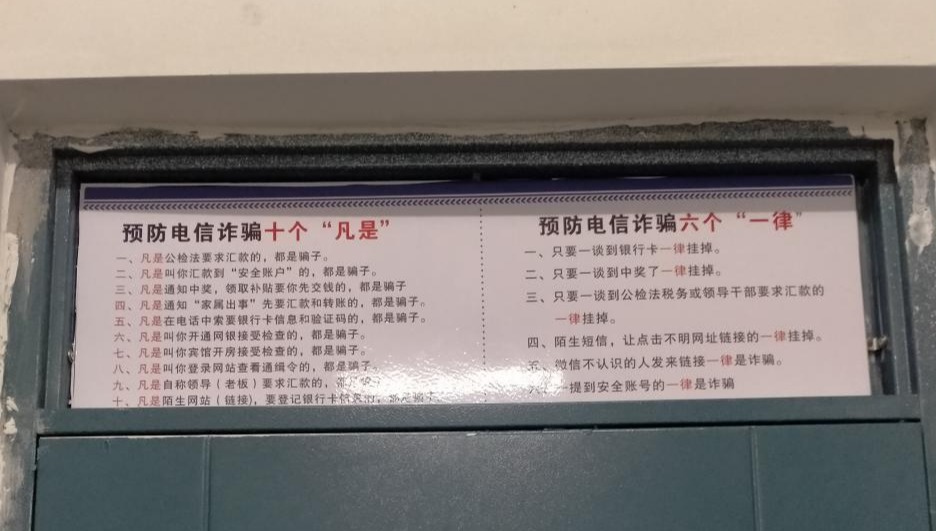 预防电信诈骗十个“凡是”
一、凡是公检法要求汇款的，都是骗子。
二、凡是叫你汇款到“安全账户”的，都是骗子。
三、凡是通知中奖，领取补贴要你先交钱的，都是骗子
四、凡是通知“家属出事”先要汇款和转账的，都是骗子。
五、凡是在电话中索要银行卡信息和验证码的，都是骗子。
六、凡是叫你开通网银接受检查的，都是骗子。
七、凡是叫你宾馆开房接受检查的，都是骗子。
八、凡是叫你登录网站查看通缉令的，都是骗子。
九、凡是自称领导（老板）要求汇款的，
十、凡是陌生网站（链接），要登记银行卡信息的，都是骗子
预防电信诈骗六个“一律”
一、只要一谈到银行卡一律挂掉。
二、只要一谈到中奖了一律挂掉。
三、只要一谈到公检法税务或领导干部要求汇款的
一律挂掉。
四、陌生短信，让点击不明网址链接的一律挂掉。
五、微信不认识的人发来链接一律是诈骗。
一提到安全账号的一律是诈骗